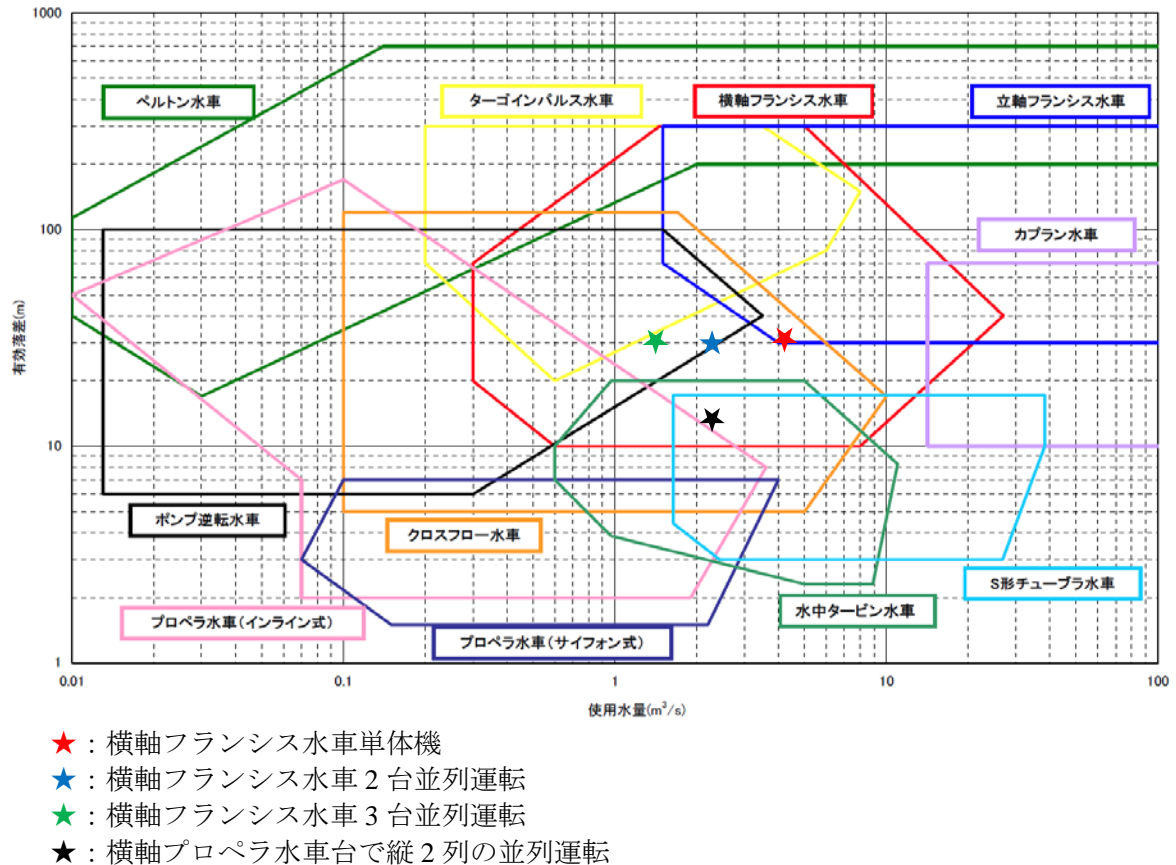 1000
ペルトン水車
ターゴインパルス水車
横軸フランシス水車
立軸フランシス水車
100
カプラン水車
有効落差(m)
10
ポンプ逆転水車
クロスフロー水車
S形チューブラ水車
プロペラ水車(インライン式)
水中タービン水車
プロペラ水車(サイフォン式)
1
0.01
0.1
1
10
100
使用水量(m³/s)
★:横軸フランシス水車単体機
★:横軸フランシス水車 2 台並列運転
★:横軸フランシス水車 3 台並列運転
★:横軸プロペラ水車台で縦 2 列の並列運転